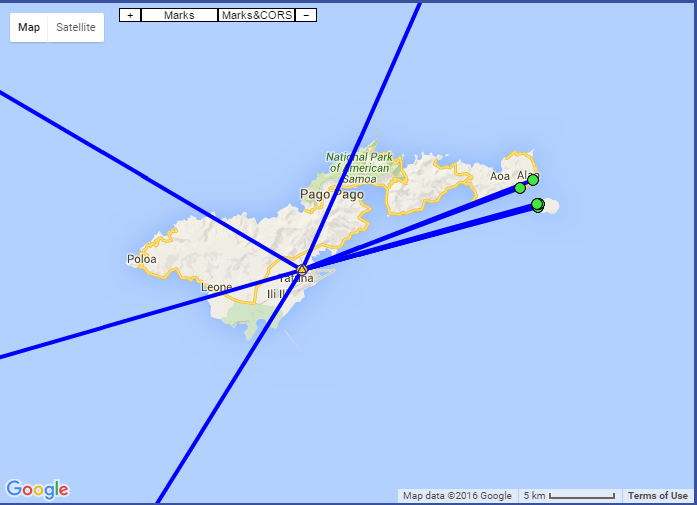 + Marks Marks&CORS −
Map Satellite
National Park
of American
Samoa
Aoa
Pago Pago
Poloa
Leone
Google
Map data ©2016 Google 5 km Terms of Use